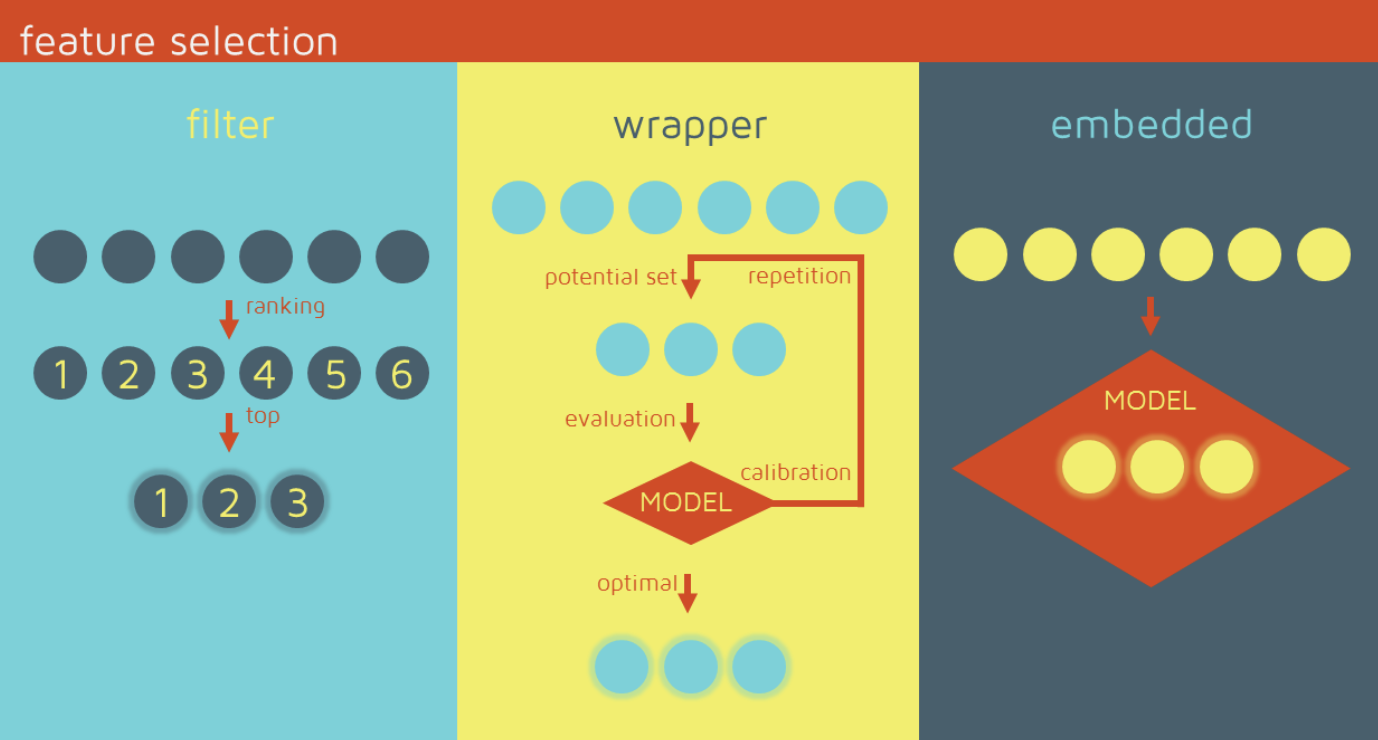 feature selection
filter
ranking
1 2 3 4 5 6
top
1 2 3
wrapper
potential set
repetition
evaluation
calibration
MODEL
optimal
embedded
MODEL